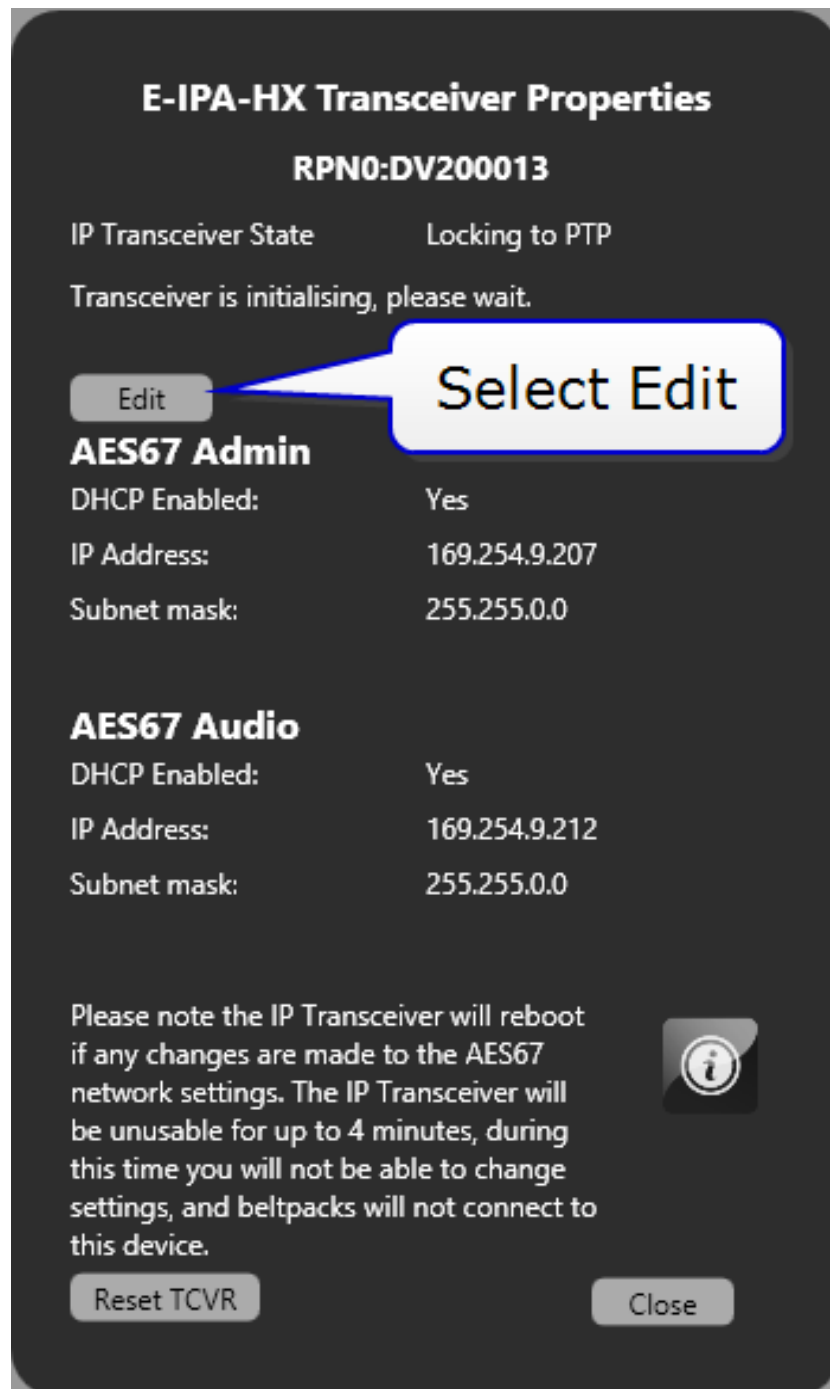 E-IPA-HX Transceiver Properties
RPN0:DV200013
IP Transceiver State Locking to PTP
Transceiver is initialising, please wait.
Edit
Select Edit
AES67 Admin
DHCP Enabled: Yes
IP Address: 169.254.9.207
Subnet mask: 255.255.0.0
AES67 Audio
DHCP Enabled: Yes
IP Address: 169.254.9.212
Subnet mask: 255.255.0.0
Please note the IP Transceiver will reboot
if any changes are made to the AES67
network settings. The IP Transceiver will
be unusable for up to 4 minutes, during
this time you will not be able to change
settings, and beltpacks will not connect to
this device.
i
Reset TCVR Close